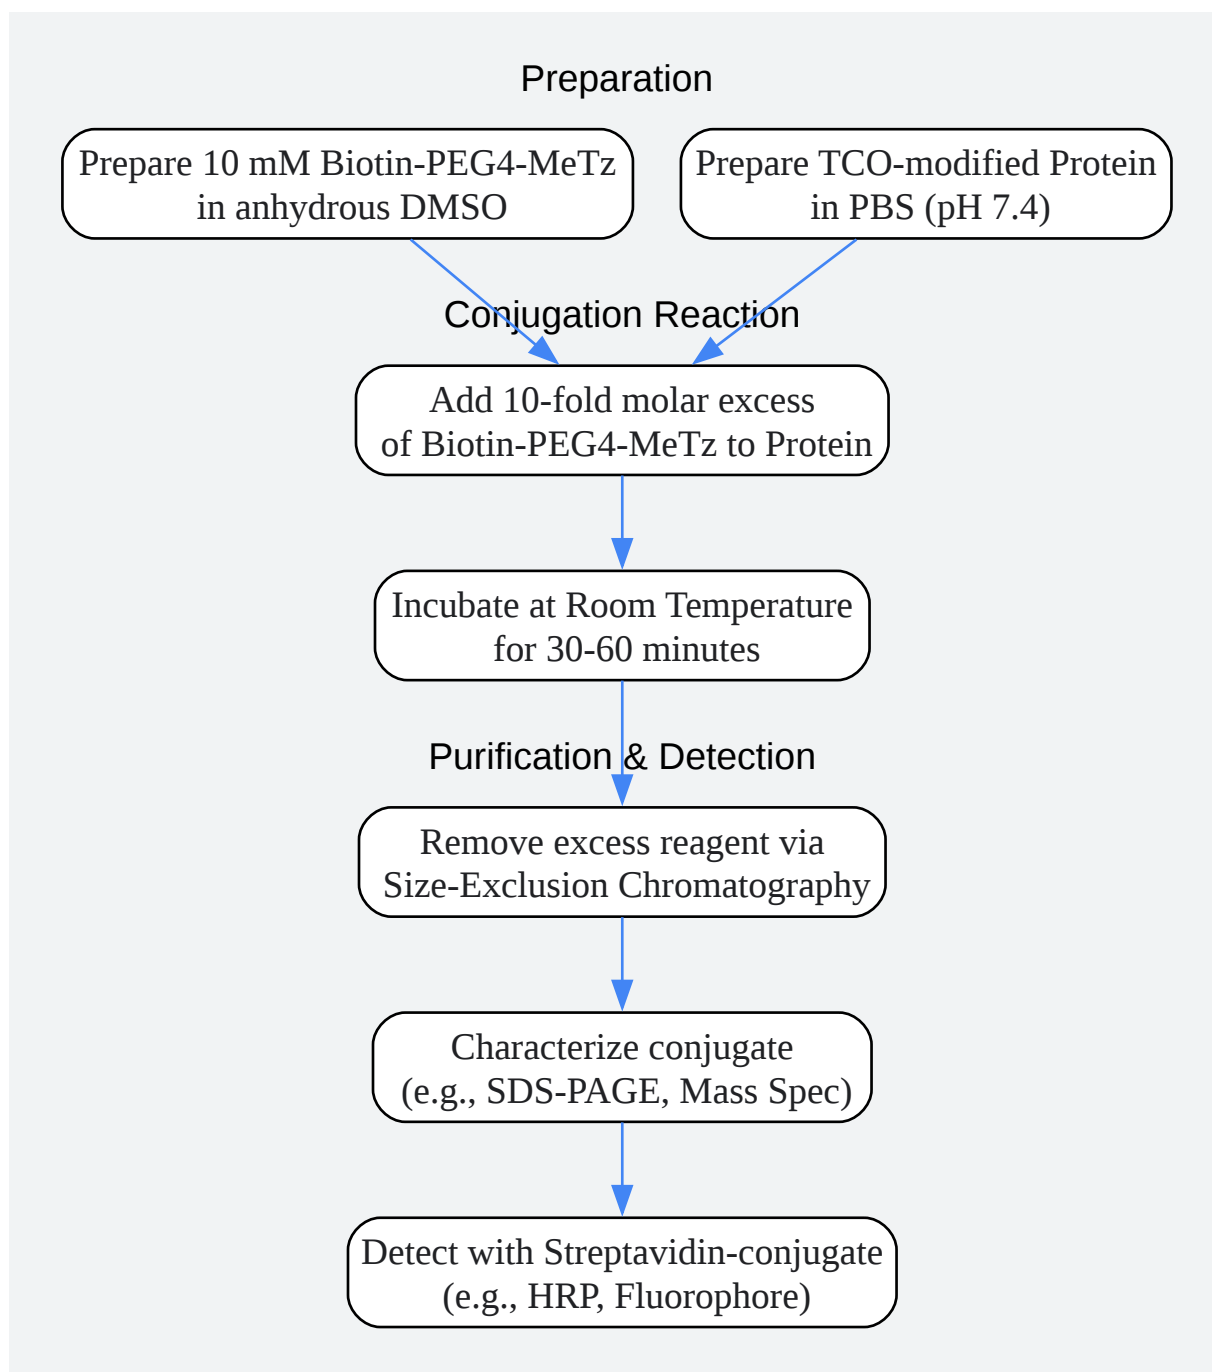 Preparation
Prepare 10 mM Biotin-PEG4-MeTz
in anhydrous DMSO
Prepare TCO-modified Protein
in PBS (pH 7.4)
Conjugation Reaction
Add 10-fold molar excess
of Biotin-PEG4-MeTz to Protein
Incubate at Room Temperature
for 30-60 minutes
Purification & Detection
Remove excess reagent via
Size-Exclusion Chromatography
Characterize conjugate
(e.g., SDS-PAGE, Mass Spec)
Detect with Streptavidin-conjugate
(e.g., HRP, Fluorophore)